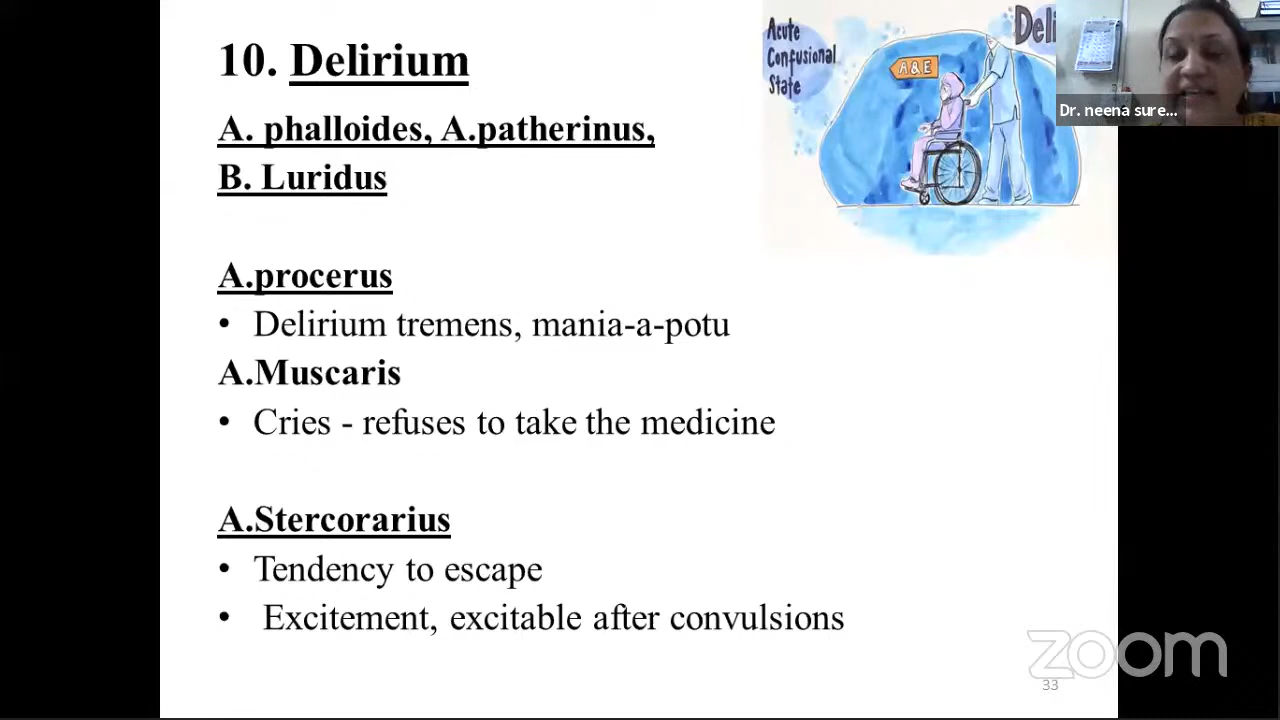 10. Delirium
A. phalloides, A.patherinus,
B. Luridus
A.procerus
• Delirium tremens, mania-a-potu
A.Muscaris
• Cries - refuses to take the medicine
A.Stercorarius
• Tendency to escape
• Excitement, excitable after convulsions
Acute
Confusional
State
A&E
Deli
Dr. neena sure...
zoom
33